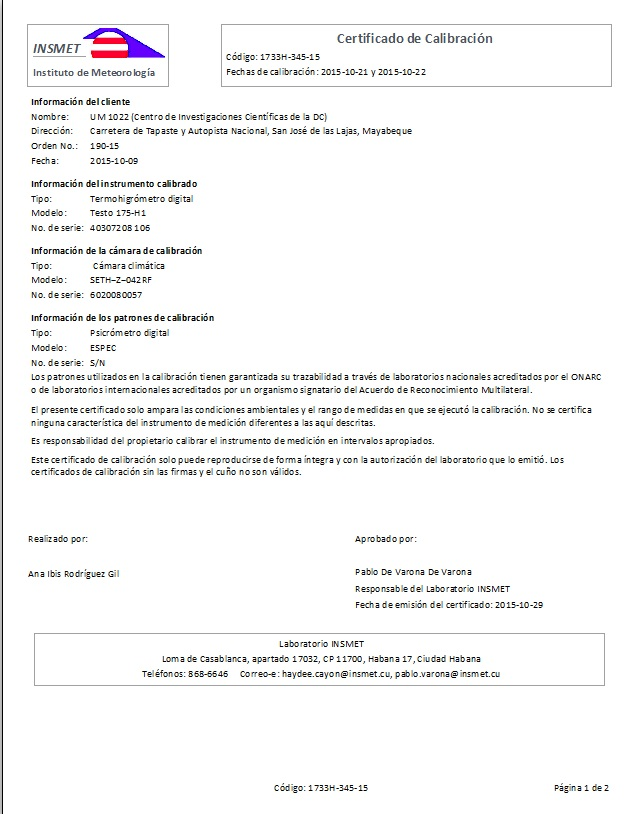 INSMET
Instituto de Meteorología
Certificado de Calibración
Código: 1733H-345-15
Fechas de calibración: 2015-10-21 y 2015-10-22
Información del cliente
Nombre: UM 1022 (Centro de Investigaciones Científicas de la DC)
Dirección: Carretera de Tapaste y Autopista Nacional, San José de las Lajas, Mayabeque
Orden No.: 190-15
Fecha: 2015-10-09
Información del instrumento calibrado
Tipo: Termohigrómetro digital
Modelo: Testo 175-H1
No. de serie: 40307208 106
Información de la cámara de calibración
Tipo: Cámara climática
Modelo: SETH–Z–042RF
No. de serie: 6020080057
Información de los patrones de calibración
Tipo: Psicrómetro digital
Modelo: ESPEC
No. de serie: S/N
Los patrones utilizados en la calibración tienen garantizada su trazabilidad a través de laboratorios nacionales acreditados por el ONARC
o de laboratorios internacionales acreditados por un organismo signatario del Acuerdo de Reconocimiento Multilateral.
El presente certificado solo ampara las condiciones ambientales y el rango de medidas en que se ejecutó la calibración. No se certifica
ninguna característica del instrumento de medición diferentes a las aquí descritas.
Es responsabilidad del propietario calibrar el instrumento de medición en intervalos apropiados.
Este certificado de calibración solo puede reproducirse de forma íntegra y con la autorización del laboratorio que lo emitió. Los
certificados de calibración sin las firmas y el cuño no son válidos.
Realizado por:
Aprobado por:
Ana Ibis Rodríguez Gil
Pablo De Varona De Varona
Responsable del Laboratorio INSMET
Fecha de emisión del certificado: 2015-10-29
Laboratorio INSMET
Loma de Casablanca, apartado 17032, CP 11700, Habana 17, Ciudad Habana
Teléfonos: 868-6646 Correo-e: haydee.cayon@insmet.cu, pablo.varona@insmet.cu
Código: 1733H-345-15
Página 1 de 2